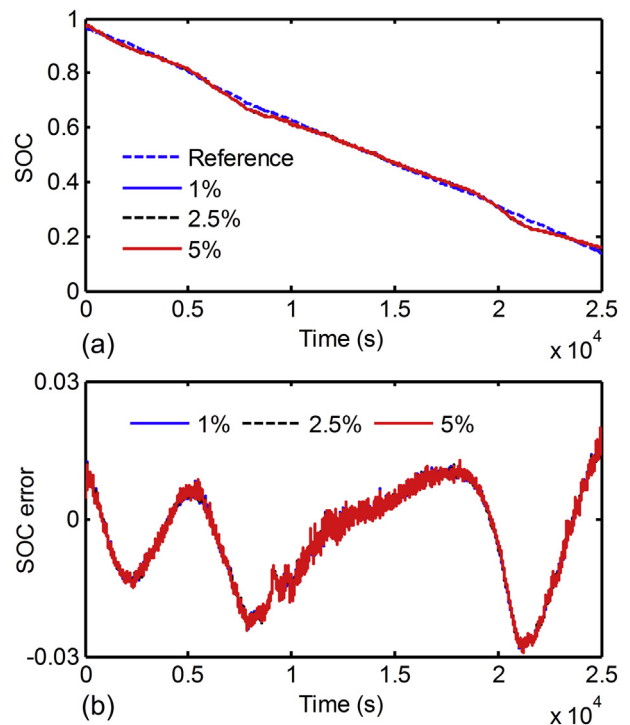 1
0.8
0.6
0.4
0.2
0
SOC
Reference
1%
2.5%
5%
0 0.5 1 1.5 2 2.5
(a) Time (s) x 10^4
0.03
0
-0.03
SOC error
1% 2.5% 5%
0 0.5 1 1.5 2 2.5
(b) Time (s) x 10^4